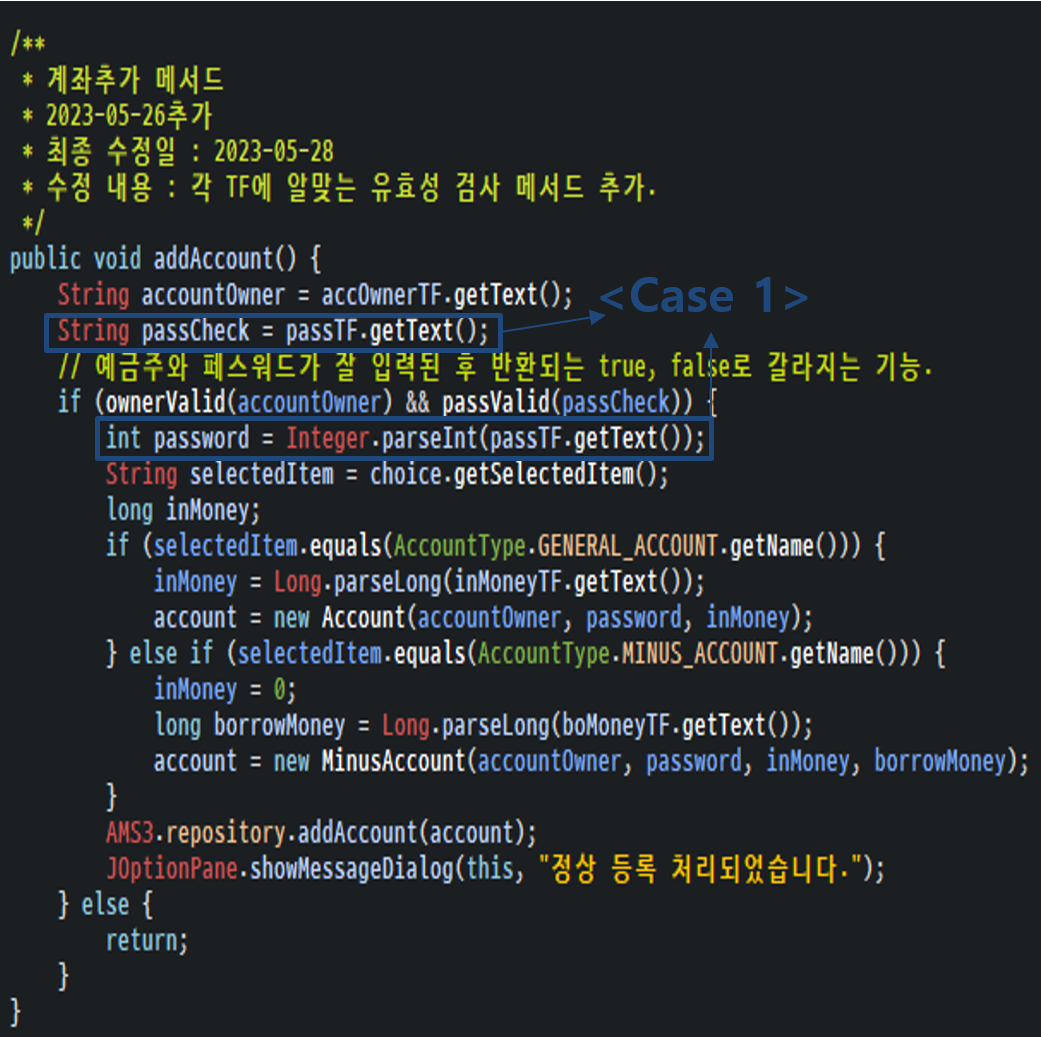 /**
 * 계좌추가 메서드
 * 2023-05-26추가
 * 최종 수정일 : 2023-05-28
 * 수정 내용 : 각 TF에 알맞는 유효성 검사 메서드 추가.
 */
public void addAccount() {
    String accountOwner = accOwnerTF.getText();
<Case 1>
    String passCheck = passTF.getText();
    // 예금주와 페스워드가 잘 입력된 후 반환되는 true, false로 갈라지는 기능.
    if (ownerValid(accountOwner) && passValid(passCheck)) {
        int password = Integer.parseInt(passTF.getText());
        String selectedItem = choice.getSelectedItem();
        long inMoney;
        if (selectedItem.equals(AccountType.GENERAL_ACCOUNT.getName())) {
            inMoney = Long.parseLong(inMoneyTF.getText());
            account = new Account(accountOwner, password, inMoney);
        } else if (selectedItem.equals(AccountType.MINUS_ACCOUNT.getName())) {
            inMoney = 0;
            long borrowMoney = Long.parseLong(boMoneyTF.getText());
            account = new MinusAccount(accountOwner, password, inMoney, borrowMoney);
        }
        AMS3.repository.addAccount(account);
        JOptionPane.showMessageDialog(this, "정상 등록 처리되었습니다.");
    } else {
        return;
    }
}